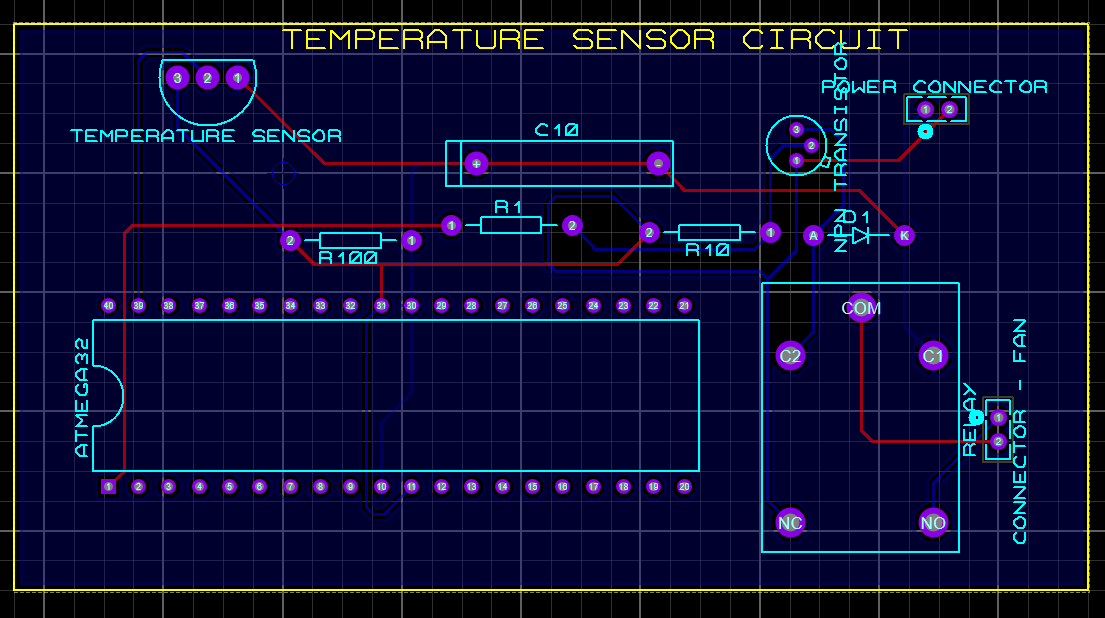 TEMPERATURE SENSOR CIRCUIT
3 2 1
TEMPERATURE SENSOR
C10
+ -
3
2
1
NPN TRANSISTOR
POWER CONNECTOR
1 2
2 R100 1
1 R1 2
2 R10 1
A D1 K
40 39 38 37 36 35 34 33 32 31 30 29 28 27 26 25 24 23 22 21
ATMEGA32
1 2 3 4 5 6 7 8 9 10 11 12 13 14 15 16 17 18 19 20
COM
C2 C1
NC NO
RELAY
1
2
CONNECTOR - FAN